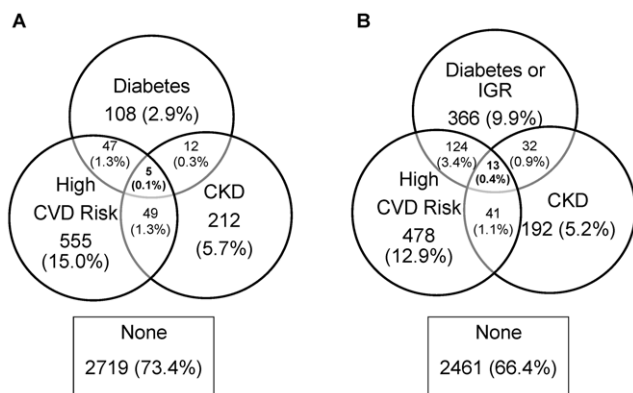 A
Diabetes
108 (2.9%)
47
(1.3%)
12
(0.3%
5
(0.1%)
High
CVD Risk
555
(15.0%)
49
(1.3%)
CKD
212
(5.7%)
None
2719 (73.4%)
B
Diabetes or
IGR
366 (9.9%)
124
(3.4%)
32
(0.9%)
13
(0.4%)
High
CVD Risk
478
(12.9%)
41
(1.1%)
CKD
192 (5.2%)
None
2461 (66.4%)